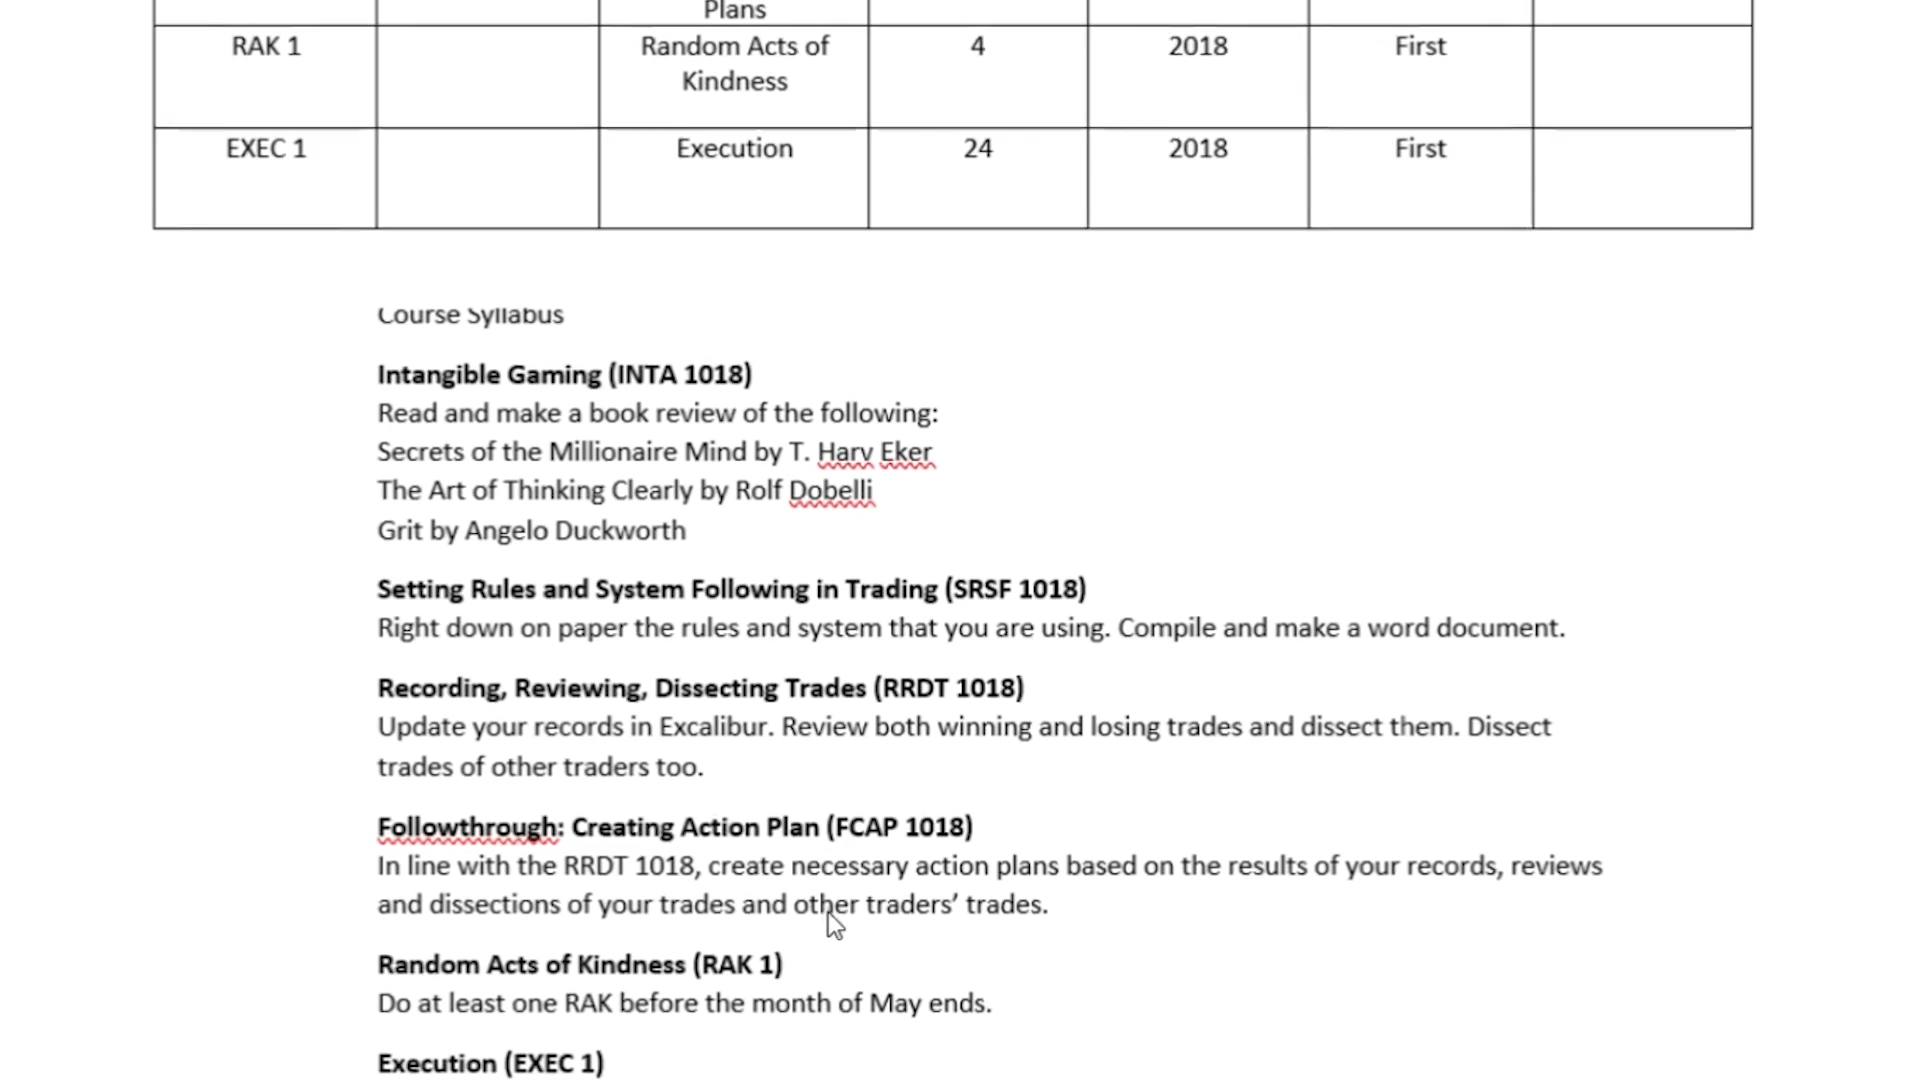 Plans
RAK 1 Random Acts of 4 2018 First
Kindness
EXEC 1 Execution 24 2018 First
Course Syllabus
Intangible Gaming (INTA 1018)
Read and make a book review of the following:
Secrets of the Millionaire Mind by T. Harv Eker
The Art of Thinking Clearly by Rolf Dobelli
Grit by Angelo Duckworth
Setting Rules and System Following in Trading (SRSF 1018)
Right down on paper the rules and system that you are using. Compile and make a word document.
Recording, Reviewing, Dissecting Trades (RRDT 1018)
Update your records in Excalibur. Review both winning and losing trades and dissect them. Dissect
trades of other traders too.
Followthrough: Creating Action Plan (FCAP 1018)
In line with the RRDT 1018, create necessary action plans based on the results of your records, reviews
and dissections of your trades and other traders’ trades.
Random Acts of Kindness (RAK 1)
Do at least one RAK before the month of May ends.
Execution (EXEC 1)